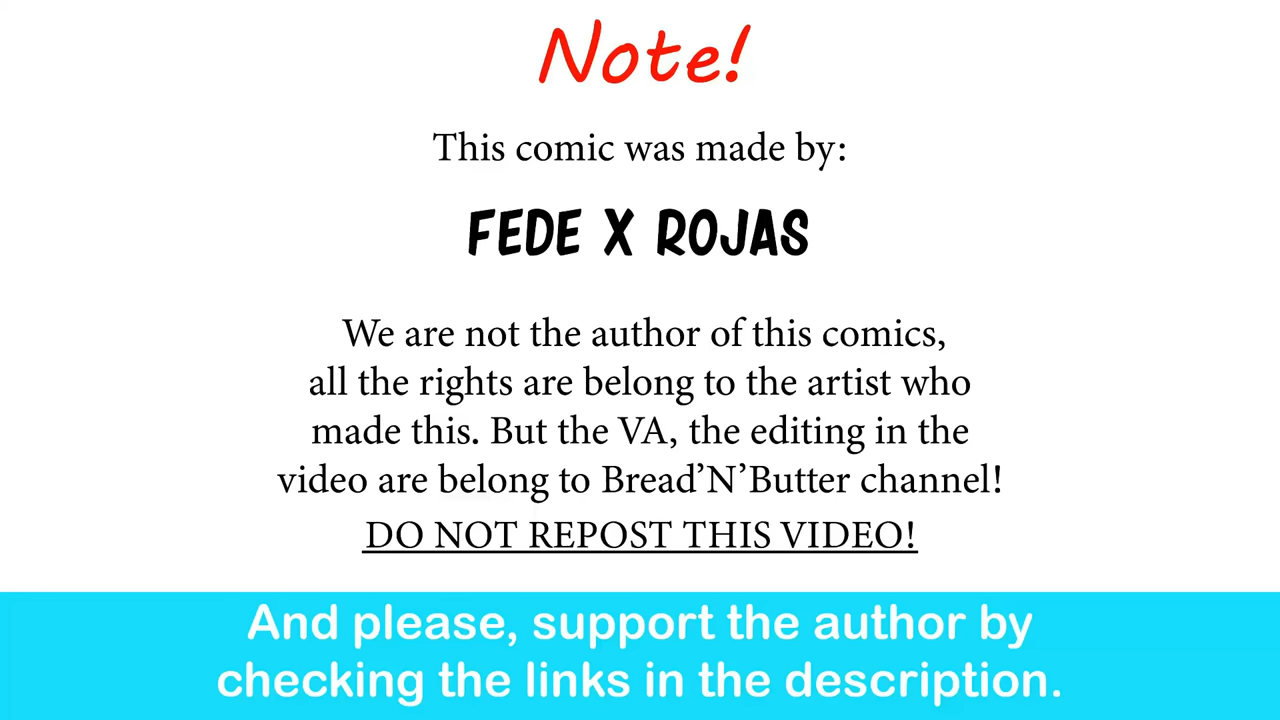 Note!
This comic was made by:
FEDE X ROJAS
We are not the author of this comics,
all the rights are belong to the artist who
made this. But the VA, the editing in the
video are belong to Bread’N’Butter channel!
DO NOT REPOST THIS VIDEO!
And please, support the author by
checking the links in the description.